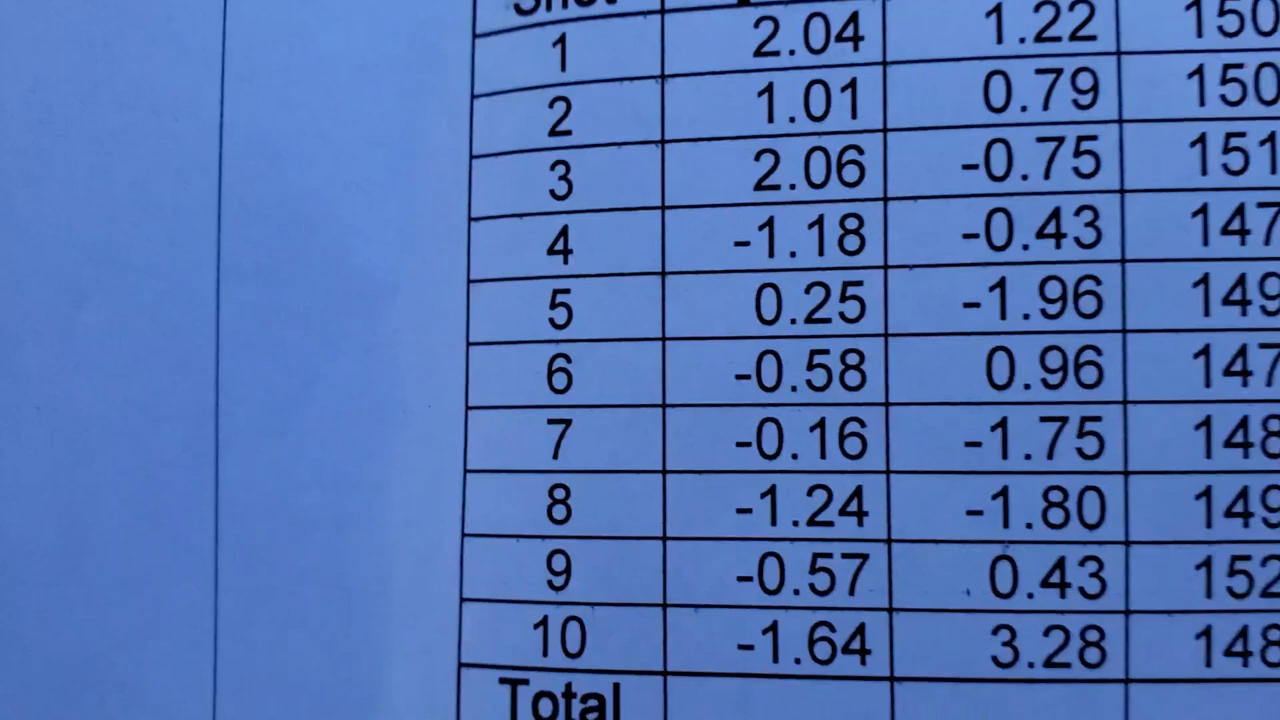 Shot
1 2.04 1.22 150
2 1.01 0.79 150
3 2.06 -0.75 151
4 -1.18 -0.43 147
5 0.25 -1.96 149
6 -0.58 0.96 147
7 -0.16 -1.75 148
8 -1.24 -1.80 149
9 -0.57 0.43 152
10 -1.64 3.28 148
Total